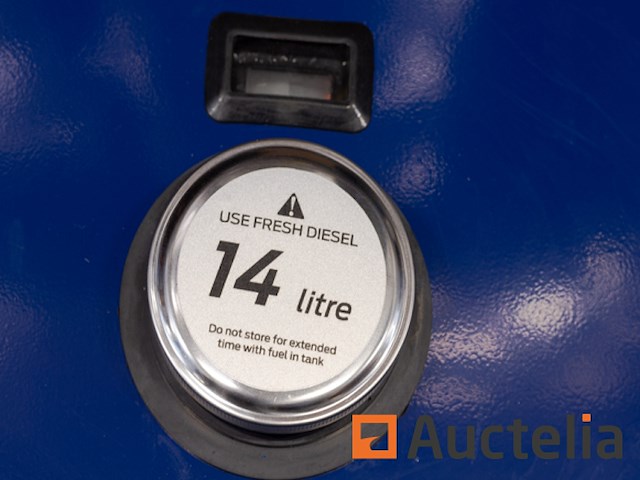 USE FRESH DIESEL
14 litre
Do not store for extended
time with fuel in tank
Auctelia